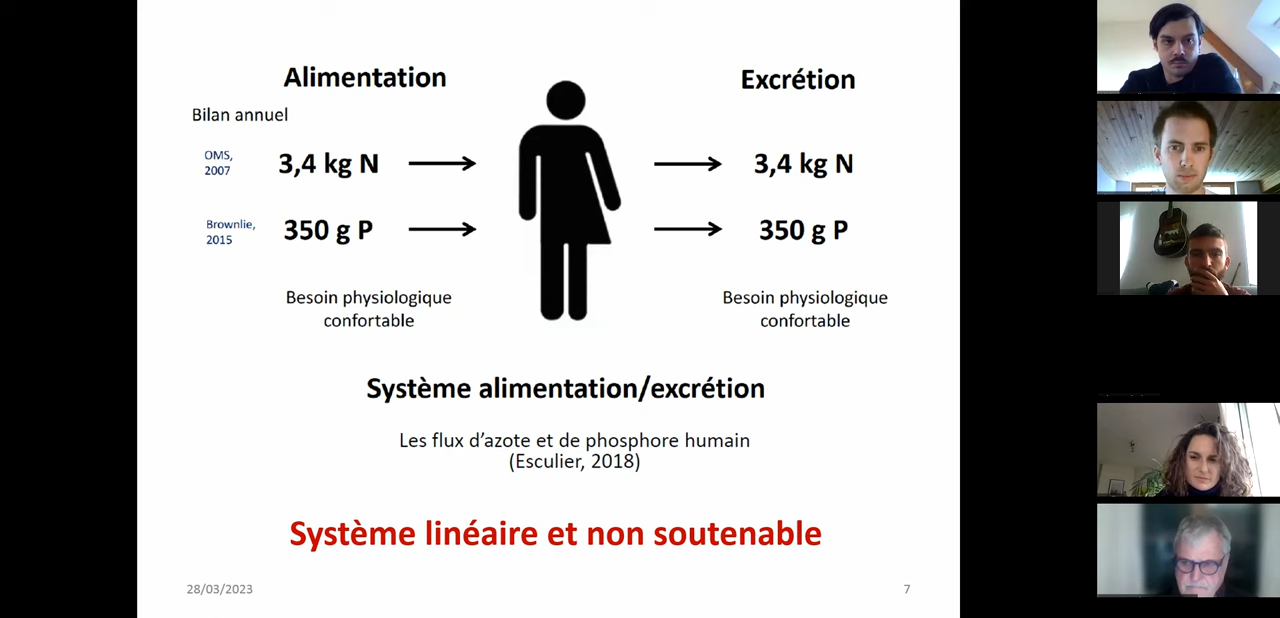 Alimentation
Excrétion
Bilan annuel
OMS,
2007
3,4 kg N
3,4 kg N
Brownlie,
2015
350 g P
350 g P
Besoin physiologique
confortable
Besoin physiologique
confortable
Système alimentation/excrétion
Les flux d'azote et de phosphore humain
(Esculier, 2018)
Système linéaire et non soutenable
28/03/2023
7